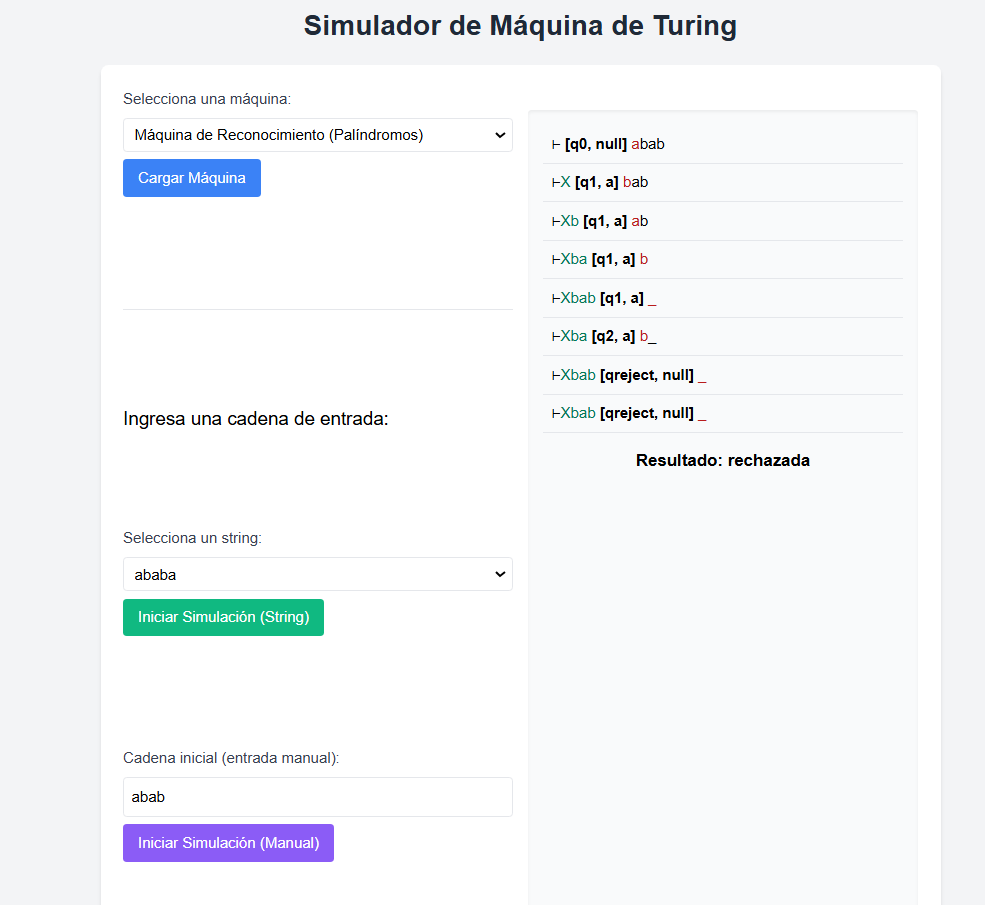 Simulador de Máquina de Turing
Selecciona una máquina:
Máquina de Reconocimiento (Palíndromos)
Cargar Máquina
Ingresa una cadena de entrada:
Selecciona un string:
ababa
Iniciar Simulación (String)
Cadena inicial (entrada manual):
abab
Iniciar Simulación (Manual)
⊢ [q0, null] abab
⊢X [q1, a] bab
⊢Xb [q1, a] ab
⊢Xba [q1, a] b
⊢Xbab [q1, a] _
⊢Xba [q2, a] b_
⊢Xbab [qreject, null] _
⊢Xbab [qreject, null] _
Resultado: rechazada